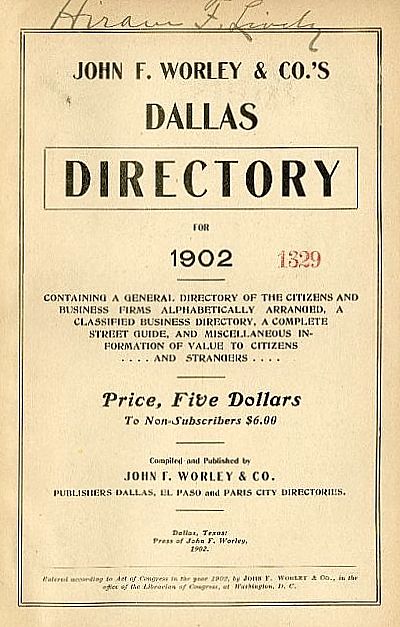 Hiram F. Lively
JOHN F. WORLEY & CO.'S
DALLAS
DIRECTORY
FOR
1902 1329
CONTAINING A GENERAL DIRECTORY OF THE CITIZENS AND
BUSINESS FIRMS ALPHABETICALLY ARRANGED, A
CLASSIFIED BUSINESS DIRECTORY, A COMPLETE
STREET GUIDE, AND MISCELLANEOUS IN-
FORMATION OF VALUE TO CITIZENS
. . . . AND STRANGERS . . . .
Price, Five Dollars
To Non-Subscribers $6.00
Compiled and Published by
JOHN F. WORLEY & CO.
PUBLISHERS DALLAS, EL PASO and PARIS CITY DIRECTORIES.
Dallas, Texas:
Press of John F. Worley,
1902.
Entered according to Act of Congress in the year 1902, by JOHN F. WORLEY & CO., in the
office of the Librarian of Congress, at Washington, D. C.